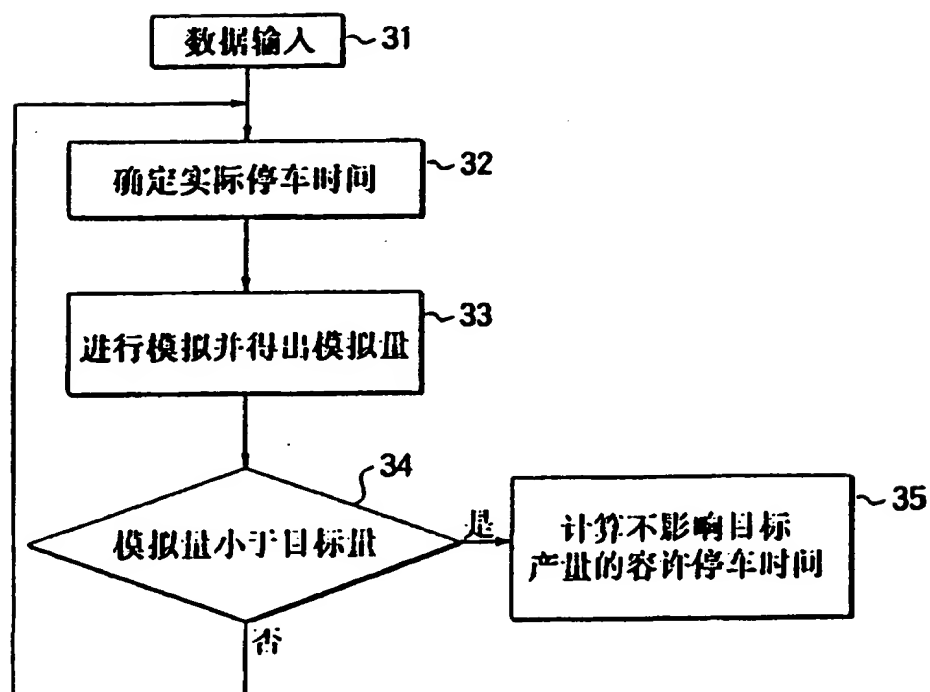 数据输入
31
确定实际停车时间
32
进行模拟并得出模拟量
33
34
模拟量小于目标量
是
计算不影响目标
产量的容许停车时间
35
否